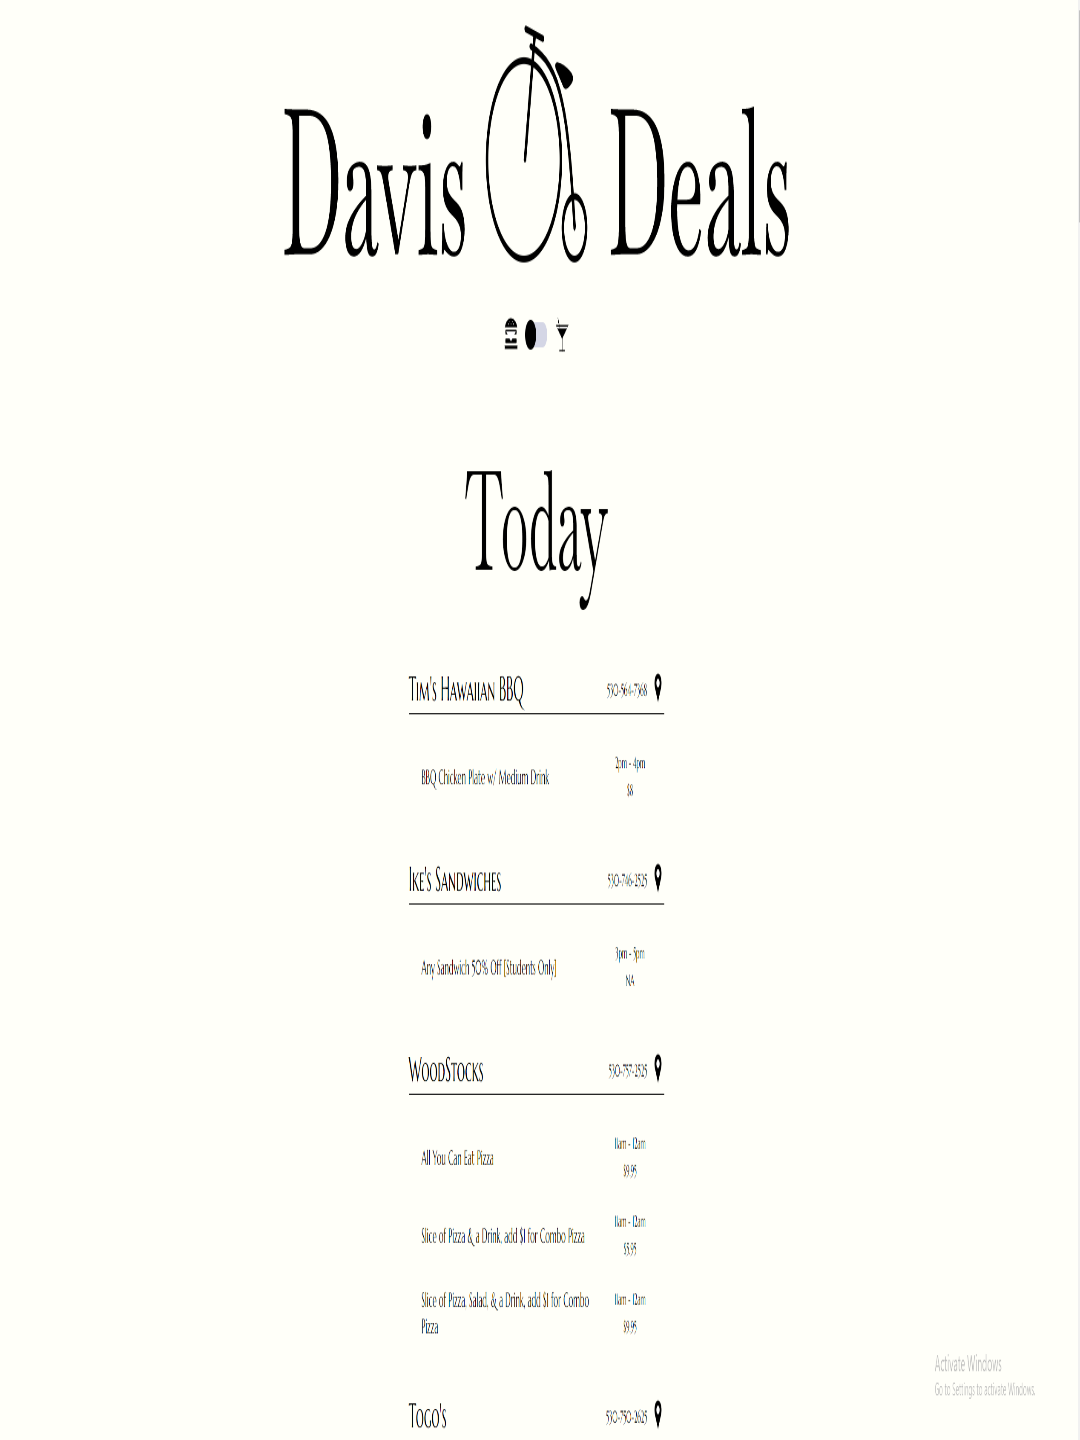 Davis Deals
Today
Tim's Hawaiian BBQ 530-564-7368
BBQ Chicken Plate w/ Medium Drink
2pm - 4pm
$8
Ike's Sandwiches 530-746-2525
Any Sandwich 50% Off [Students Only]
3pm - 5pm
NA
WoodStocks 530-757-2525
All You Can Eat Pizza
11am - 12am
$9.95
Slice of Pizza & a Drink, add $1 for Combo Pizza
11am - 12am
$5.95
Slice of Pizza, Salad, & a Drink, add $1 for Combo
Pizza
11am - 12am
$9.95
Togo's 530-750-2625
Activate Windows
Go to Settings to activate Windows.